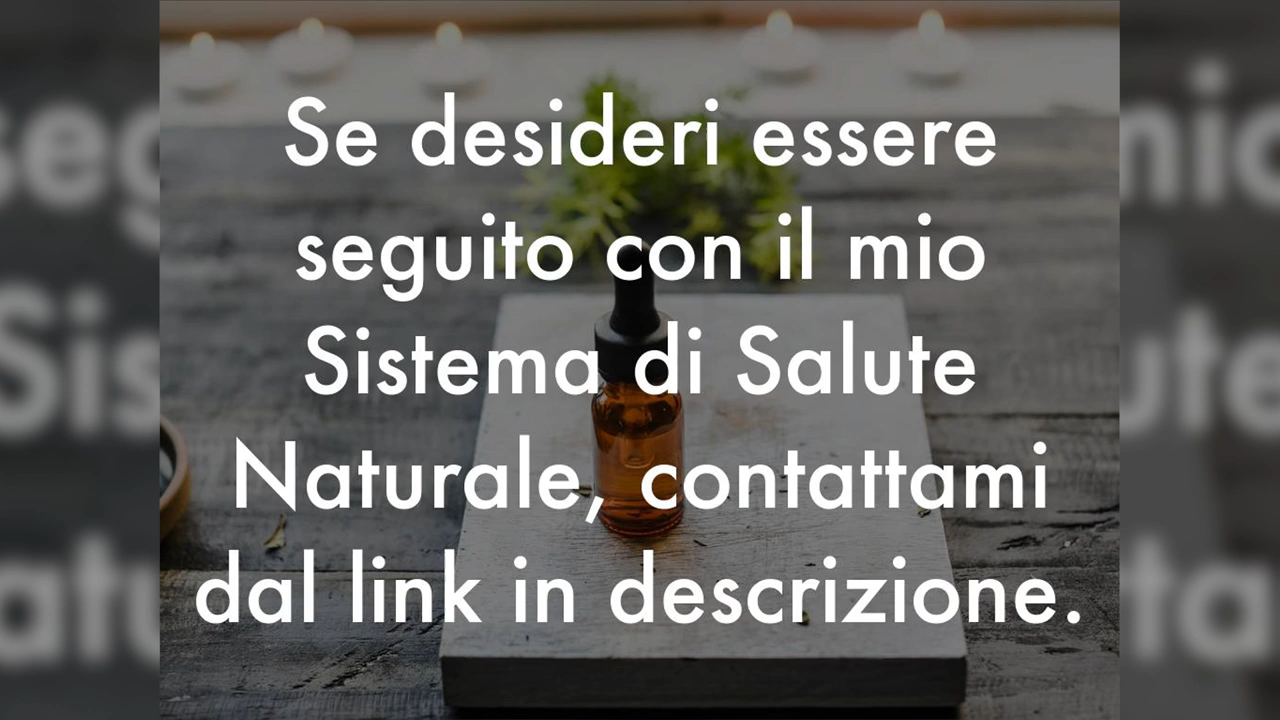 Se desideri essere
seguito con il mio
Sistema di Salute
Naturale, contattami
dal link in descrizione.